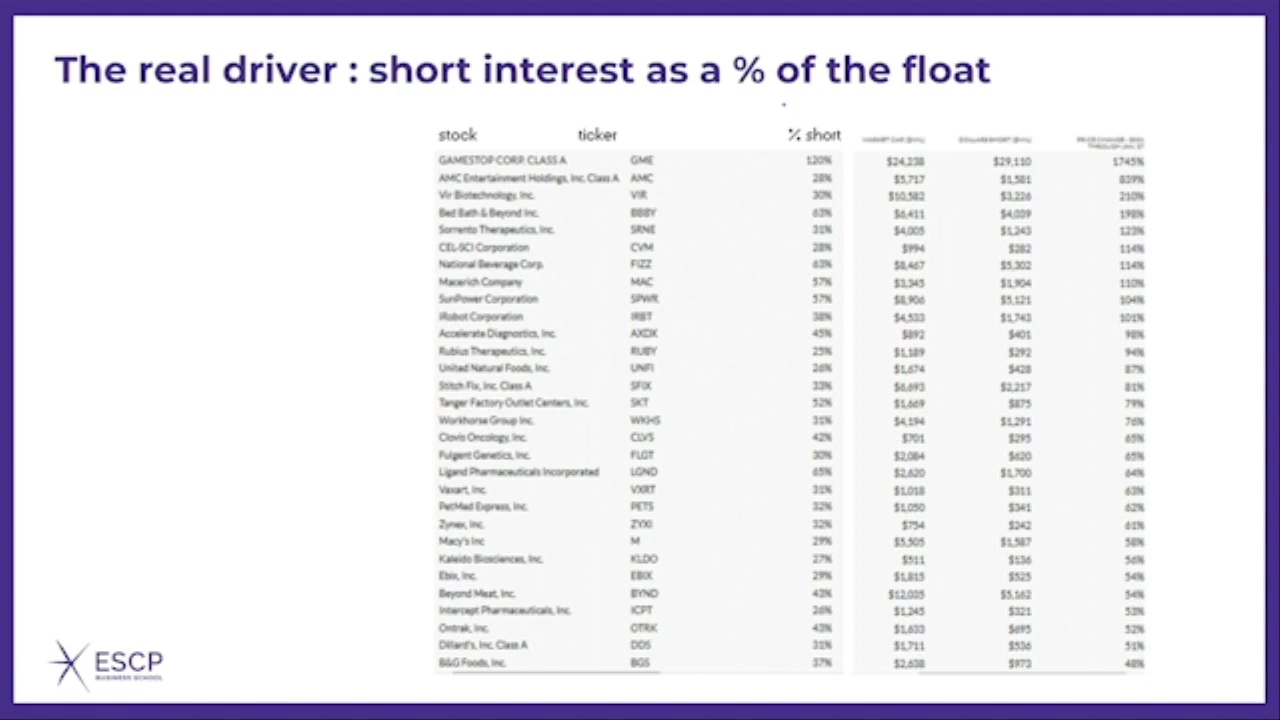 The real driver : short interest as a % of the float
stock ticker % short MARKET CAP ($MIL) DOLLARS SHORT ($MIL) PRICE CHANGE - 2021
THROUGH JAN. 27
GAMESTOP CORP. CLASS A GME 120% $24,238 $29,110 1745%
AMC Entertainment Holdings, Inc. Class A AMC 28% $5,717 $1,581 839%
Vir Biotechnology, Inc. VIR 30% $10,582 $3,226 210%
Bed Bath & Beyond Inc. BBBY 63% $6,411 $4,039 198%
Sorrento Therapeutics, Inc. SRNE 31% $4,005 $1,243 123%
CEL-SCI Corporation CVM 28% $994 $282 114%
National Beverage Corp. FIZZ 63% $8,467 $5,302 114%
Macerich Company MAC 57% $3,345 $1,904 110%
SunPower Corporation SPWR 57% $8,906 $5,121 104%
iRobot Corporation IRBT 38% $4,533 $1,743 101%
Accelerate Diagnostics, Inc. AXDX 45% $892 $401 98%
Rubius Therapeutics, Inc. RUBY 25% $1,189 $292 94%
United Natural Foods, Inc. UNFI 26% $1,674 $428 87%
Stitch Fix, Inc. Class A SFIX 33% $6,693 $2,217 81%
Tanger Factory Outlet Centers, Inc. SKT 52% $1,669 $875 79%
Workhorse Group Inc. WKHS 31% $4,194 $1,291 76%
Clovis Oncology, Inc. CLVS 42% $701 $295 65%
Fulgent Genetics, Inc. FLGT 30% $2,084 $620 65%
Ligand Pharmaceuticals Incorporated LGND 65% $2,620 $1,700 64%
Vaxart, Inc. VXRT 31% $1,018 $311 63%
PetMed Express, Inc. PETS 32% $1,050 $341 62%
Zynex, Inc. ZYXI 32% $754 $242 61%
Macy's Inc M 29% $5,505 $1,587 58%
Kaleido Biosciences, Inc. KLDO 27% $511 $136 56%
Ebix, Inc. EBIX 29% $1,815 $525 54%
Beyond Meat, Inc. BYND 43% $12,035 $5,162 54%
Intercept Pharmaceuticals, Inc. ICPT 26% $1,245 $321 53%
Ontrak, Inc. OTRK 43% $1,633 $695 52%
Dillard's, Inc. Class A DDS 31% $1,711 $536 51%
B&G Foods, Inc. BGS 37% $2,638 $973 48%
ESCP
BUSINESS SCHOOL